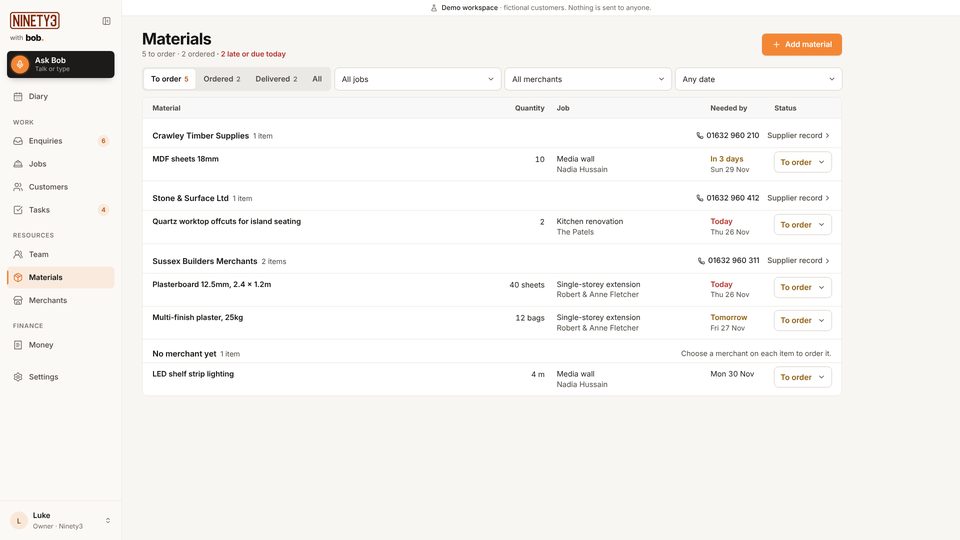 Demo workspace · fictional customers. Nothing is sent to anyone.
NINETY3
with bob.
Ask Bob
Talk or type
Diary
WORK
Enquiries 6
Jobs
Customers
Tasks 4
RESOURCES
Team
Materials
Merchants
FINANCE
Money
Settings
L
Luke
Owner · Ninety3
Materials
5 to order · 2 ordered · 2 late or due today
+ Add material
To order 5 Ordered 2 Delivered 2 All
All jobs
All merchants
Any date
Material Quantity Job Needed by Status
Crawley Timber Supplies 1 item 01632 960 210 Supplier record
MDF sheets 18mm 10 Media wall In 3 days To order
Nadia Hussain Sun 29 Nov
Stone & Surface Ltd 1 item 01632 960 412 Supplier record
Quartz worktop offcuts for island seating 2 Kitchen renovation Today To order
The Patels Thu 26 Nov
Sussex Builders Merchants 2 items 01632 960 311 Supplier record
Plasterboard 12.5mm, 2.4 × 1.2m 40 sheets Single-storey extension Today To order
Robert & Anne Fletcher Thu 26 Nov
Multi-finish plaster, 25kg 12 bags Single-storey extension Tomorrow To order
Robert & Anne Fletcher Fri 27 Nov
No merchant yet 1 item Choose a merchant on each item to order it.
LED shelf strip lighting 4 m Media wall Mon 30 Nov To order
Nadia Hussain